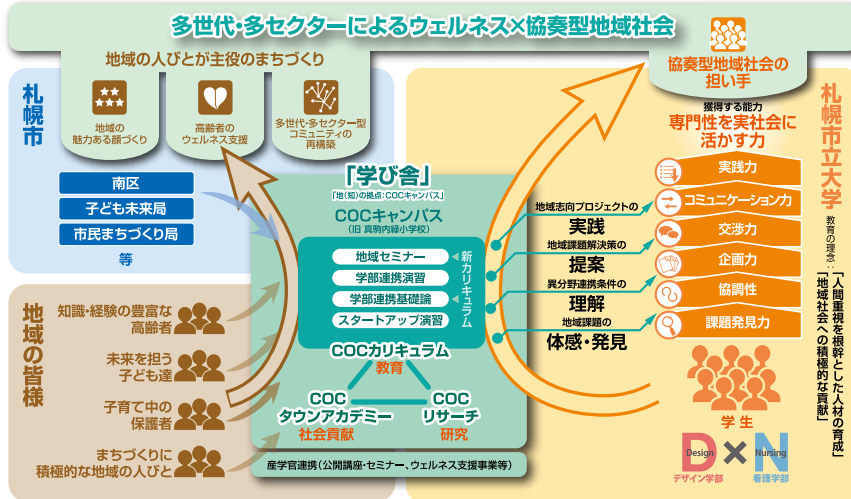 多世代・多セクターによるウェルネス×協奏型地域社会
地域の人びとが主役のまちづくり
地域の
魅力ある顔づくり
高齢者の
ウェルネス支援
多世代・多セクター型
コミュニティの
再構築
札幌市
南区
子ども未来局
市民まちづくり局
等
地域の皆様
知識・経験の豊富な
高齢者
未来を担う
子ども達
子育て中の
保護者
まちづくりに
積極的な地域の人びと
「学び舎」
「地(知)の拠点:COCキャンパス」
COCキャンパス
(旧 真駒内緑小学校)
地域セミナー
学部連携演習
学部連携基礎論
スタートアップ演習
新カリキュラム
COCカリキュラム
教育
COC
タウンアカデミー
社会貢献
COC
リサーチ
研究
産学官連携(公開講座・セミナー、ウェルネス支援事業等)
地域志向プロジェクトの
実践
地域課題解決策の
提案
異分野連携条件の
理解
地域課題の
体感・発見
協奏型地域社会の
担い手
獲得する能力
専門性を実社会に
活かす力
実践力
コミュニケーション力
交渉力
企画力
協調性
課題発見力
学生
D×N
Design
Nursing
デザイン学部
看護学部
札幌市立大学
教育の理念:
「人間重視を根幹とした人材の育成」
「地域社会への積極的な貢献」